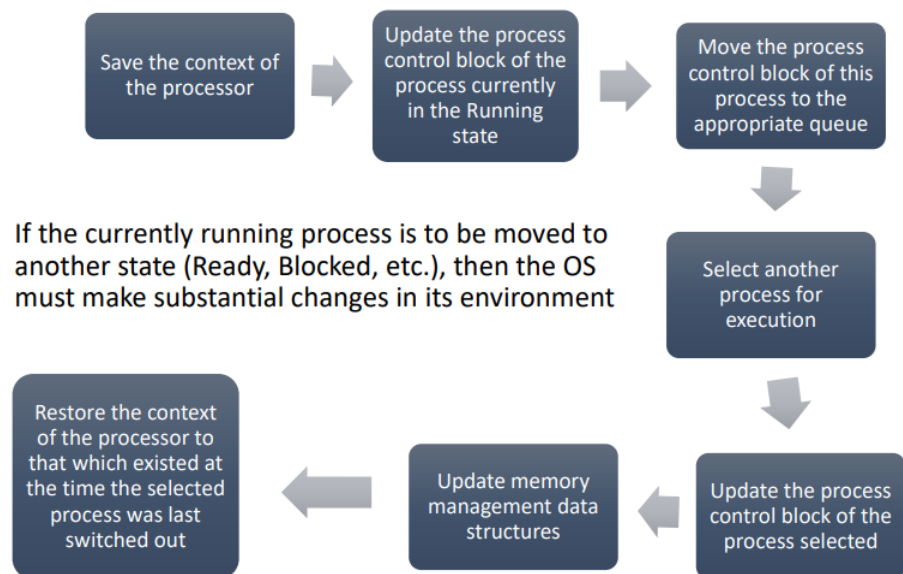 Save the context of
the processor
Update the process
control block of the
process currently
in the Running
state
Move the process
control block of this
process to the
appropriate queue
If the currently running process is to be moved to
another state (Ready, Blocked, etc.), then the OS
must make substantial changes in its environment
Select another
process for
execution
Update the process
control block of the
process selected
Update memory
management data
structures
Restore the context
of the processor to
that which existed at
the time the selected
process was last
switched out